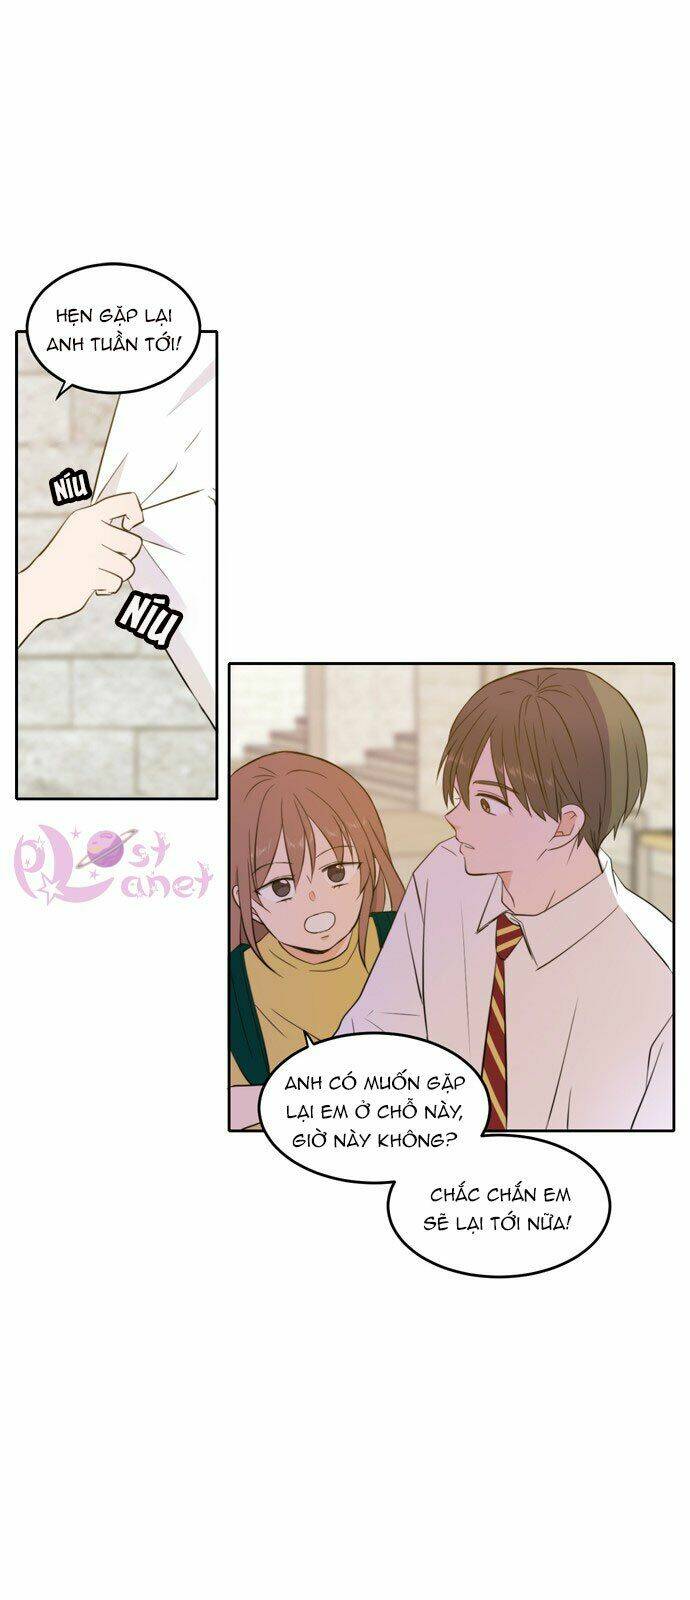 HẸN GẶP LẠI
ANH TUẦN TỚI!
NÍU
NÍU
Lost
Planet
ANH CÓ MUỐN GẶP
LẠI EM Ở CHỖ NÀY,
GIỜ NÀY KHÔNG?
CHẮC CHẮN EM
SẼ LẠI TỚI NỮA!